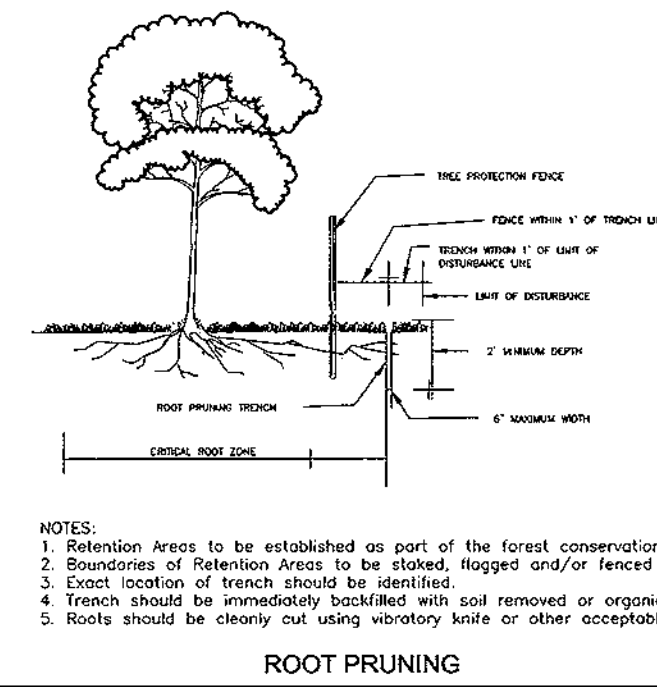 TREE PROTECTION FENCE
FENCE WITHIN 1' OF TRENCH LI
TRENCH WITHIN 1' OF LIMIT OF
DISTURBANCE LINE
LIMIT OF DISTURBANCE
2' MINIMUM DEPTH
ROOT PRUNING TRENCH
6" MAXIMUM WIDTH
CRITICAL ROOT ZONE
NOTES:
1. Retention Areas to be established as part of the forest conservation
2. Boundaries of Retention Areas to be staked, flagged and/or fenced
3. Exact location of trench should be identified.
4. Trench should be immediately backfilled with soil removed or organi
5. Roots should be cleanly cut using vibratory knife or other acceptabl
ROOT PRUNING